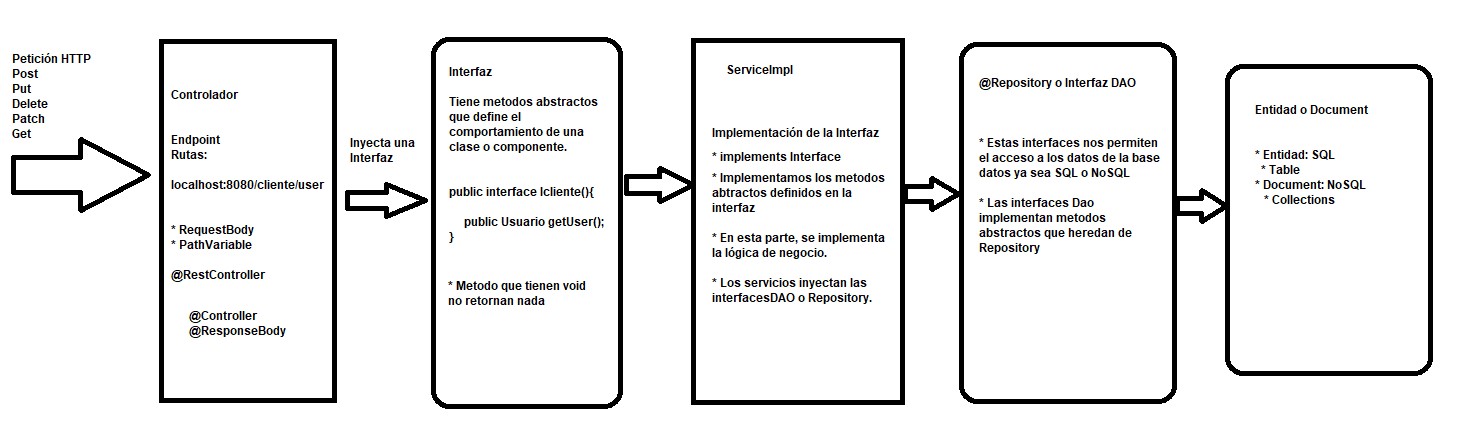 Petición HTTP
Post
Put
Delete
Patch
Get
Controlador
Endpoint
Rutas:
localhost:8080/cliente/user
* RequestBody
* PathVariable
@RestController
@Controller
@ResponseBody
Inyecta una
Interfaz
Interfaz
Tiene metodos abstractos
que define el
comportamiento de una
clase o componente.
public interface Icliente(){
public Usuario getUser();
}
* Metodo que tienen void
no retornan nada
ServiceImpl
Implementación de la Interfaz
* implements Interface
* Implementamos los metodos
abtractos definidos en la
interfaz
* En esta parte, se implementa
la lógica de negocio.
* Los servicios inyectan las
interfacesDAO o Repository.
@Repository o Interfaz DAO
* Estas interfaces nos permiten
el acceso a los datos de la base
datos ya sea SQL o NoSQL
* Las interfaces Dao
implementan metodos
abstractos que heredan de
Repository
Entidad o Document
* Entidad: SQL
* Table
* Document: NoSQL
* Collections